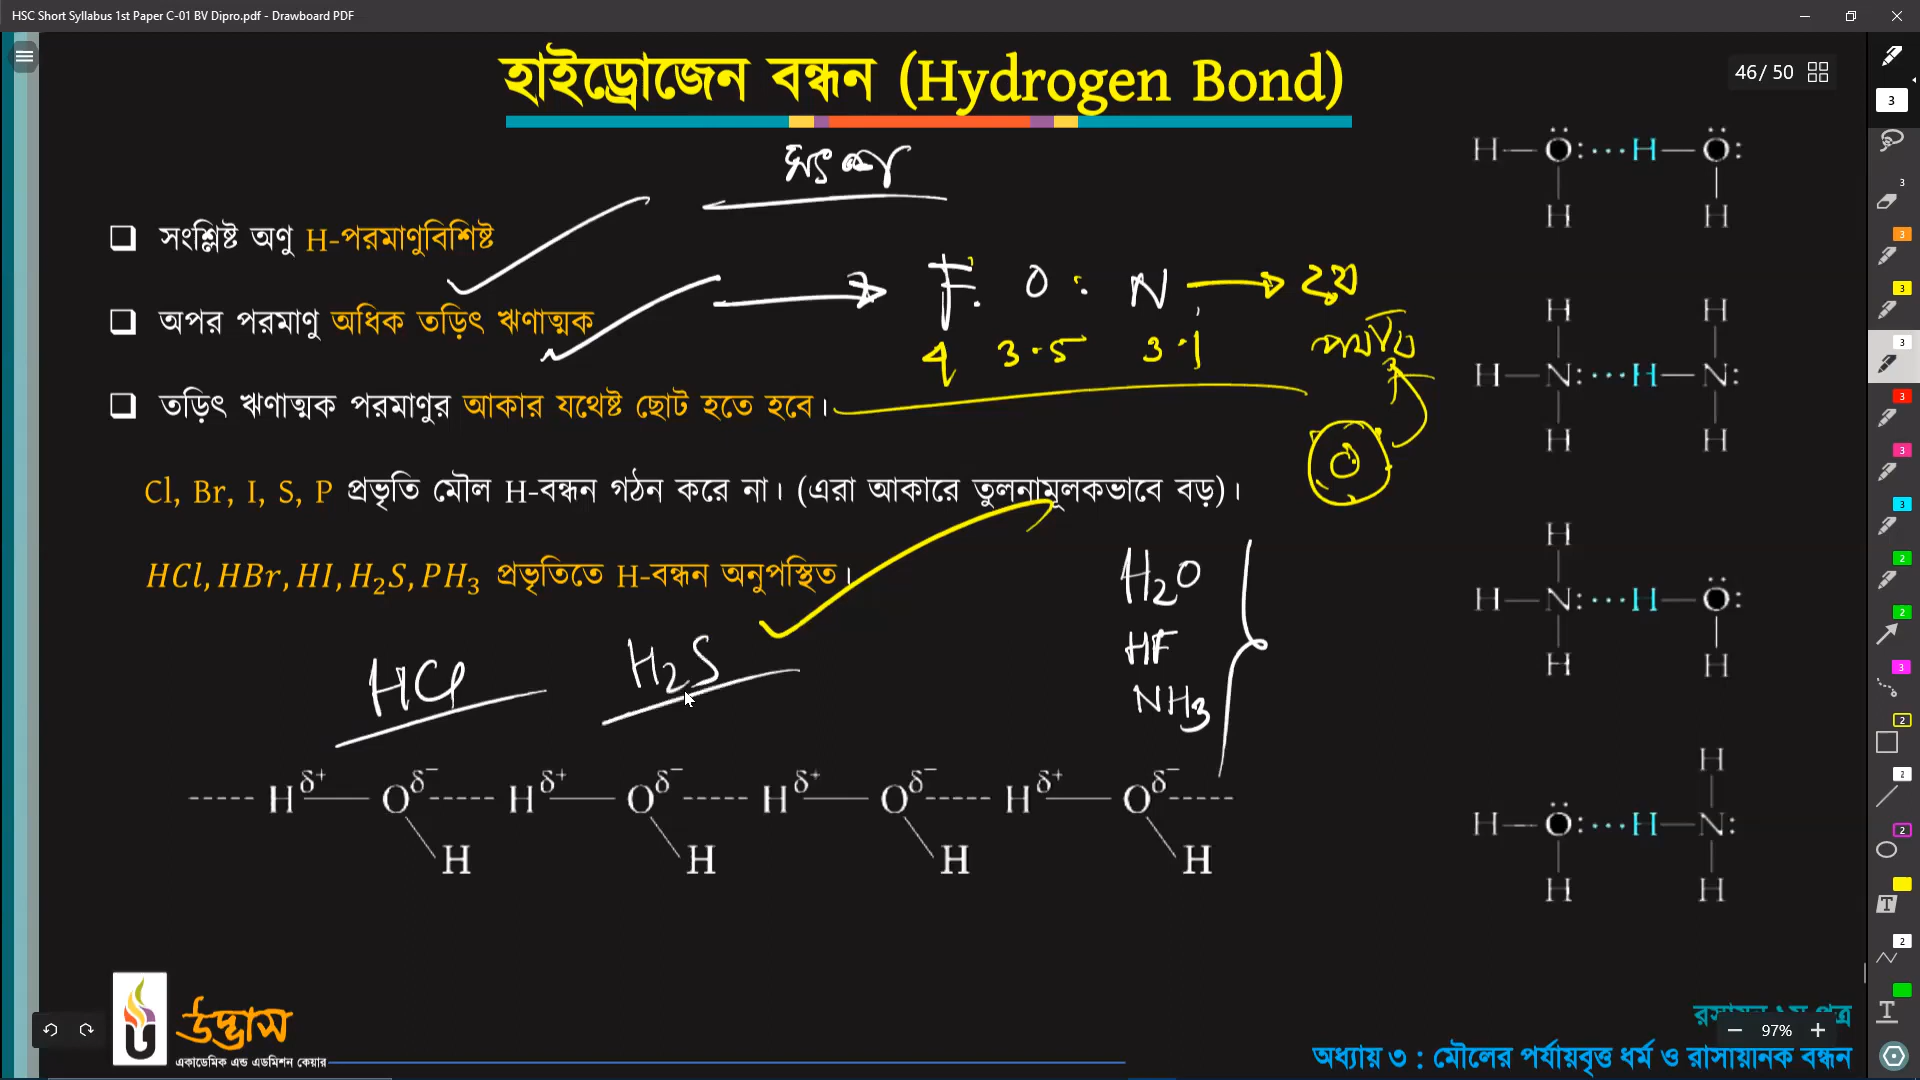 HSC Short Syllabus 1st Paper C-01 BV Dipro.pdf - Drawboard PDF
হাইড্রোজেন বন্ধন (Hydrogen Bond)
46/ 50
সংশ্লিষ্ট অণু H-পরমাণুবিশিষ্ট
F O N → ২য়
অপর পরমাণু অধিক তড়িৎ ঋণাত্মক
4 3.5 3.1 পর্যায়
তড়িৎ ঋণাত্মক পরমাণুর আকার যথেষ্ট ছোট হতে হবে।
Cl, Br, I, S, P প্রভৃতি মৌল H-বন্ধন গঠন করে না। (এরা আকারে তুলনামূলকভাবে বড়)।
HCl, HBr, HI, H₂S, PH₃ প্রভৃতিতে H-বন্ধন অনুপস্থিত।
H₂O
HF
NH₃
HCl H₂S
----- H^δ+ — O^δ- ----- H^δ+ — O^δ- ----- H^δ+ — O^δ- ----- H^δ+ — O^δ- -----
H H H H
H — O: ··· H — O:
H H
H H
H — N: ··· H — N:
H H
H
H — N: ··· H — O:
H H
H
H — O: ··· H — N:
H H
উদ্ভাস
একাডেমিক এন্ড এডমিশন কেয়ার
97%
অধ্যায় ৩ : মৌলের পর্যায়বৃত্ত ধর্ম ও রাসায়নিক বন্ধন